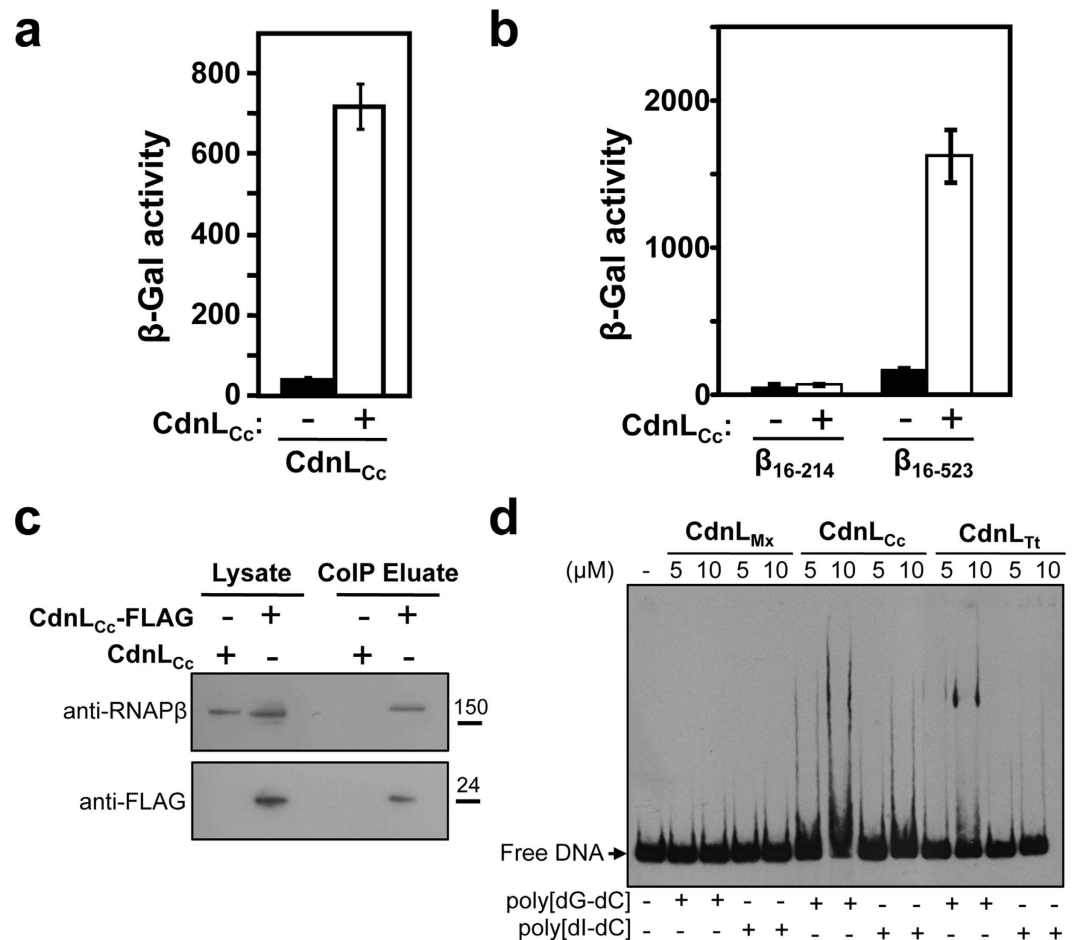 a
β-Gal activity
800
600
400
200
0
CdnLCc: - +
CdnLCc
b
β-Gal activity
2000
1000
0
CdnLCc: - + - +
β16-214 β16-523
c
Lysate CoIP Eluate
CdnLCc-FLAG - + - +
CdnLCc + - + -
anti-RNAPβ 150
anti-FLAG 24
d
CdnLMx CdnLCc CdnLTt
(μM) - 5 10 5 10 5 10 5 10 5 10 5 10
Free DNA
poly[dG-dC] - + + - - + + - - + + - -
poly[dI-dC] - - - + + - - + + - - + +